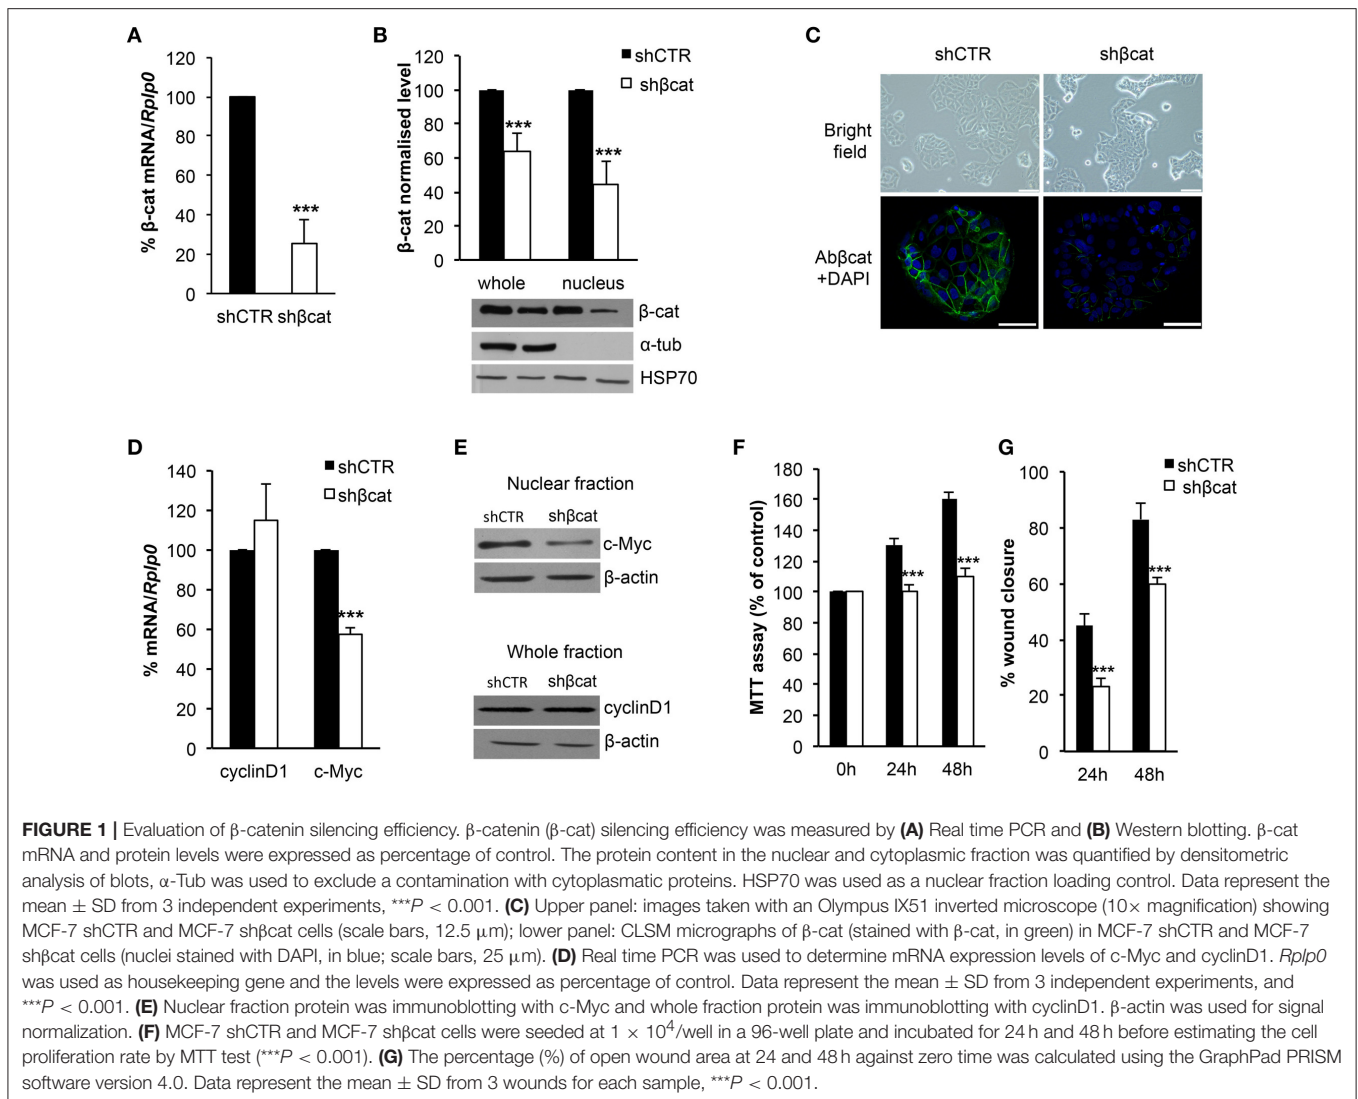 A
120
100
80
60
40
20
0
% β-cat mRNA/Rplp0
***
shCTR shβcat
B
120
100
80
60
40
20
0
β-cat normalised level
shCTR
shβcat
***
***
whole nucleus
β-cat
α-tub
HSP70
C
shCTR shβcat
Bright
field
Abβcat
+DAPI
D
140
120
100
80
60
40
20
0
% mRNA/Rplp0
shCTR
shβcat
***
cyclinD1 c-Myc
E
Nuclear fraction
shCTR shβcat
c-Myc
β-actin
Whole fraction
shCTR shβcat
cyclinD1
β-actin
F
180
160
140
120
100
80
60
40
20
0
MTT assay (% of control)
***
***
0h 24h 48h
G
100
80
60
40
20
0
% wound closure
shCTR
shβcat
***
***
24h 48h
FIGURE 1 | Evaluation of β-catenin silencing efficiency. β-catenin (β-cat) silencing efficiency was measured by (A) Real time PCR and (B) Western blotting. β-cat
mRNA and protein levels were expressed as percentage of control. The protein content in the nuclear and cytoplasmic fraction was quantified by densitometric
analysis of blots, α-Tub was used to exclude a contamination with cytoplasmatic proteins. HSP70 was used as a nuclear fraction loading control. Data represent the
mean ± SD from 3 independent experiments, ***P < 0.001. (C) Upper panel: images taken with an Olympus IX51 inverted microscope (10× magnification) showing
MCF-7 shCTR and MCF-7 shβcat cells (scale bars, 12.5 μm); lower panel: CLSM micrographs of β-cat (stained with β-cat, in green) in MCF-7 shCTR and MCF-7
shβcat cells (nuclei stained with DAPI, in blue; scale bars, 25 μm). (D) Real time PCR was used to determine mRNA expression levels of c-Myc and cyclinD1. Rplp0
was used as housekeeping gene and the levels were expressed as percentage of control. Data represent the mean ± SD from 3 independent experiments, and
***P < 0.001. (E) Nuclear fraction protein was immunoblotting with c-Myc and whole fraction protein was immunoblotting with cyclinD1. β-actin was used for signal
normalization. (F) MCF-7 shCTR and MCF-7 shβcat cells were seeded at 1 × 10⁴/well in a 96-well plate and incubated for 24 h and 48 h before estimating the cell
proliferation rate by MTT test (***P < 0.001). (G) The percentage (%) of open wound area at 24 and 48 h against zero time was calculated using the GraphPad PRISM
software version 4.0. Data represent the mean ± SD from 3 wounds for each sample, ***P < 0.001.